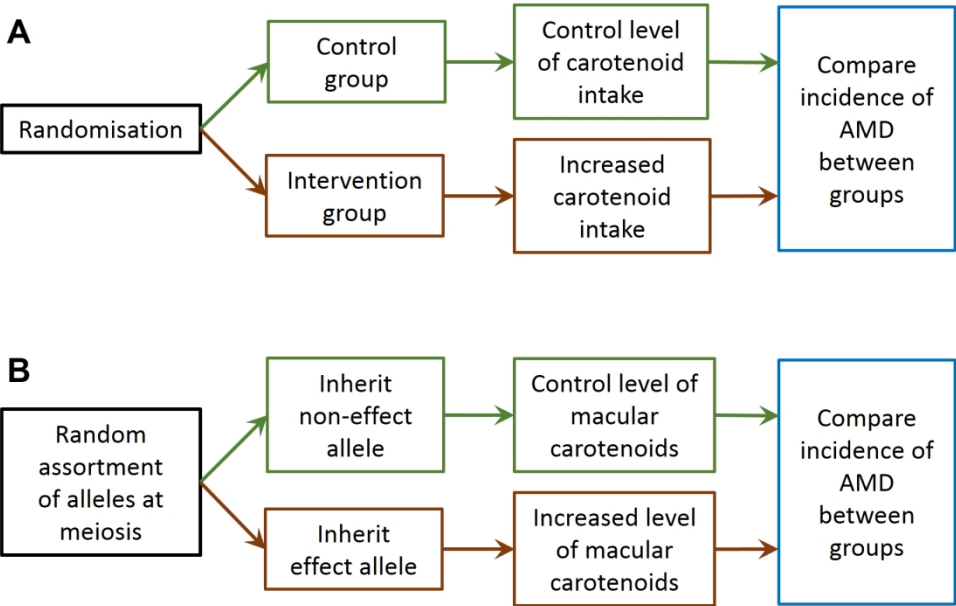 A
Randomisation
Control
group
Control level
of carotenoid
intake
Intervention
group
Increased
carotenoid
intake
Compare
incidence of
AMD
between
groups
B
Random
assortment
of alleles at
meiosis
Inherit
non-effect
allele
Control level of
macular
carotenoids
Inherit
effect allele
Increased level
of macular
carotenoids
Compare
incidence of
AMD
between
groups